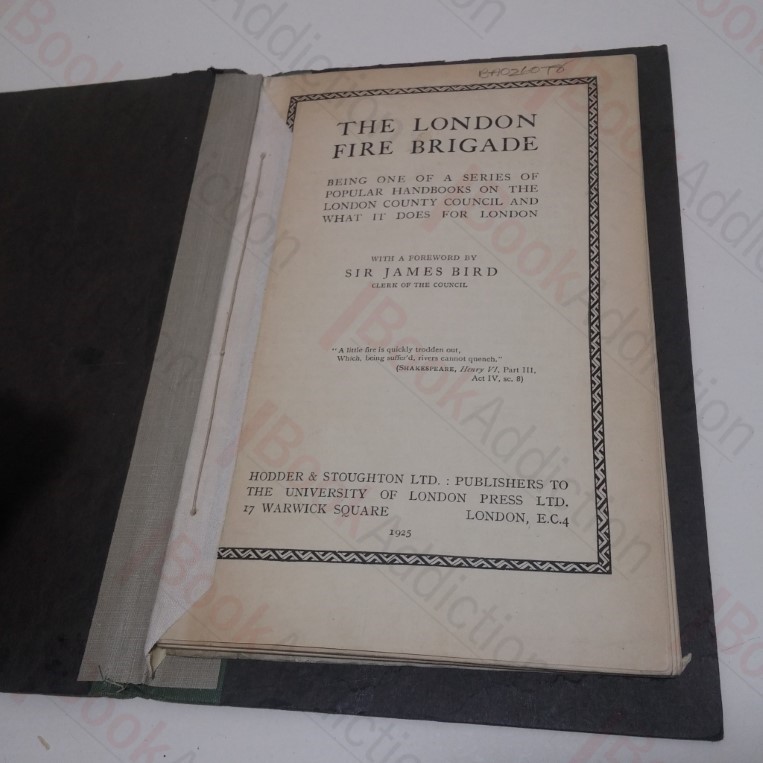 THE LONDON
FIRE BRIGADE
BEING ONE OF A SERIES OF
POPULAR HANDBOOKS ON THE
LONDON COUNTY COUNCIL AND
WHAT IT DOES FOR LONDON
WITH A FOREWORD BY
SIR JAMES BIRD
CLERK OF THE COUNCIL
"A little fire is quickly trodden out,
Which, being suffer'd, rivers cannot quench."
(SHAKESPEARE, Henry VI, Part III,
Act IV, sc. 8)
HODDER & STOUGHTON LTD. : PUBLISHERS TO
THE UNIVERSITY OF LONDON PRESS LTD.
17 WARWICK SQUARE LONDON, E.C.4
1925
BookAddiction